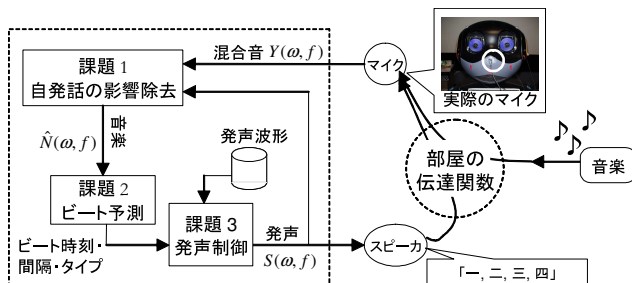 混合音 Y(ω, f)
マイク
実際のマイク
課題 1
自発話の影響除去
N̂(ω, f)
音楽
発声波形
部屋の
伝達関数
音楽
課題 2
ビート予測
課題 3
発声制御
発声
S(ω, f)
スピーカ
ビート時刻・
間隔・タイプ
「一, 二, 三, 四」